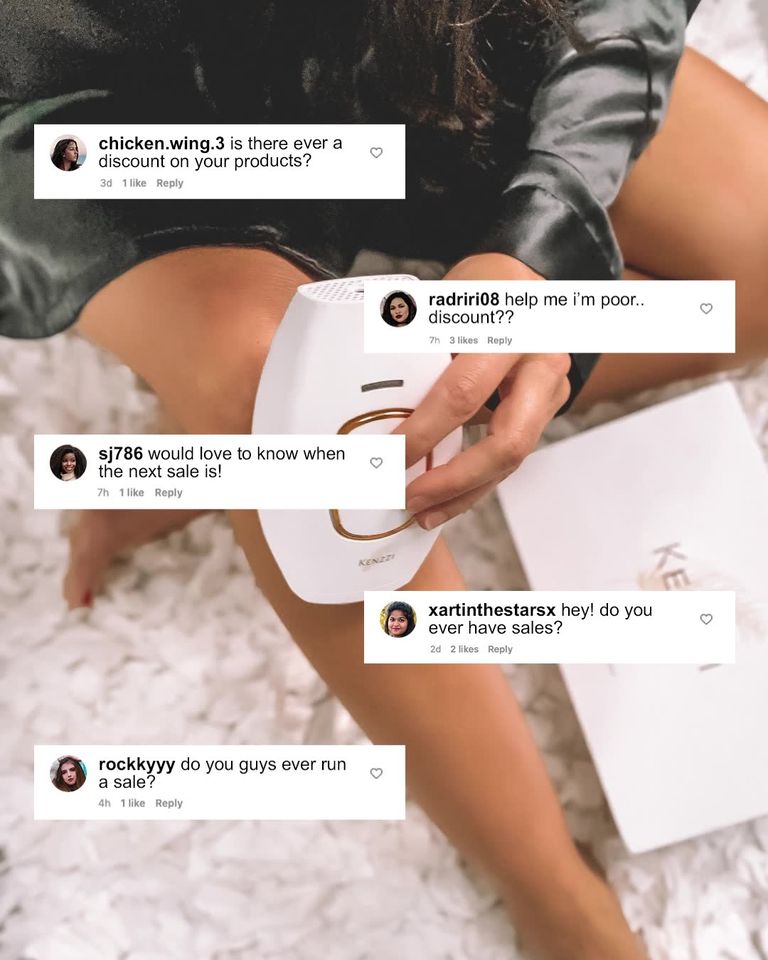 chicken.wing.3 is there ever a
discount on your products?
3d 1 like Reply
radriri08 help me i'm poor..
discount??
7h 3 likes Reply
sj786 would love to know when
the next sale is!
7h 1 like Reply
KENZZI
KE
xartinthestarsx hey! do you
ever have sales?
2d 2 likes Reply
rockkyyy do you guys ever run
a sale?
4h 1 like Reply